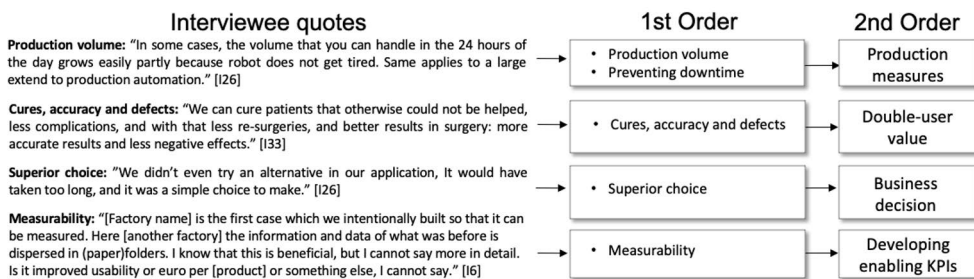 Interviewee quotes
1st Order
2nd Order
Production volume: “In some cases, the volume that you can handle in the 24 hours of
the day grows easily partly because robot does not get tired. Same applies to a large
extend to production automation.” [I26]
• Production volume
• Preventing downtime
Production
measures
Cures, accuracy and defects: “We can cure patients that otherwise could not be helped,
less complications, and with that less re-surgeries, and better results in surgery: more
accurate results and less negative effects.” [I33]
• Cures, accuracy and defects
Double-user
value
Superior choice: “We didn’t even try an alternative in our application, It would have
taken too long, and it was a simple choice to make.” [I26]
• Superior choice
Business
decision
Measurability: “[Factory name] is the first case which we intentionally built so that it can
be measured. Here [another factory] the information and data of what was before is
dispersed in (paper)folders. I know that this is beneficial, but I cannot say more in detail.
Is it improved usability or euro per [product] or something else, I cannot say.” [I6]
• Measurability
Developing
enabling KPIs